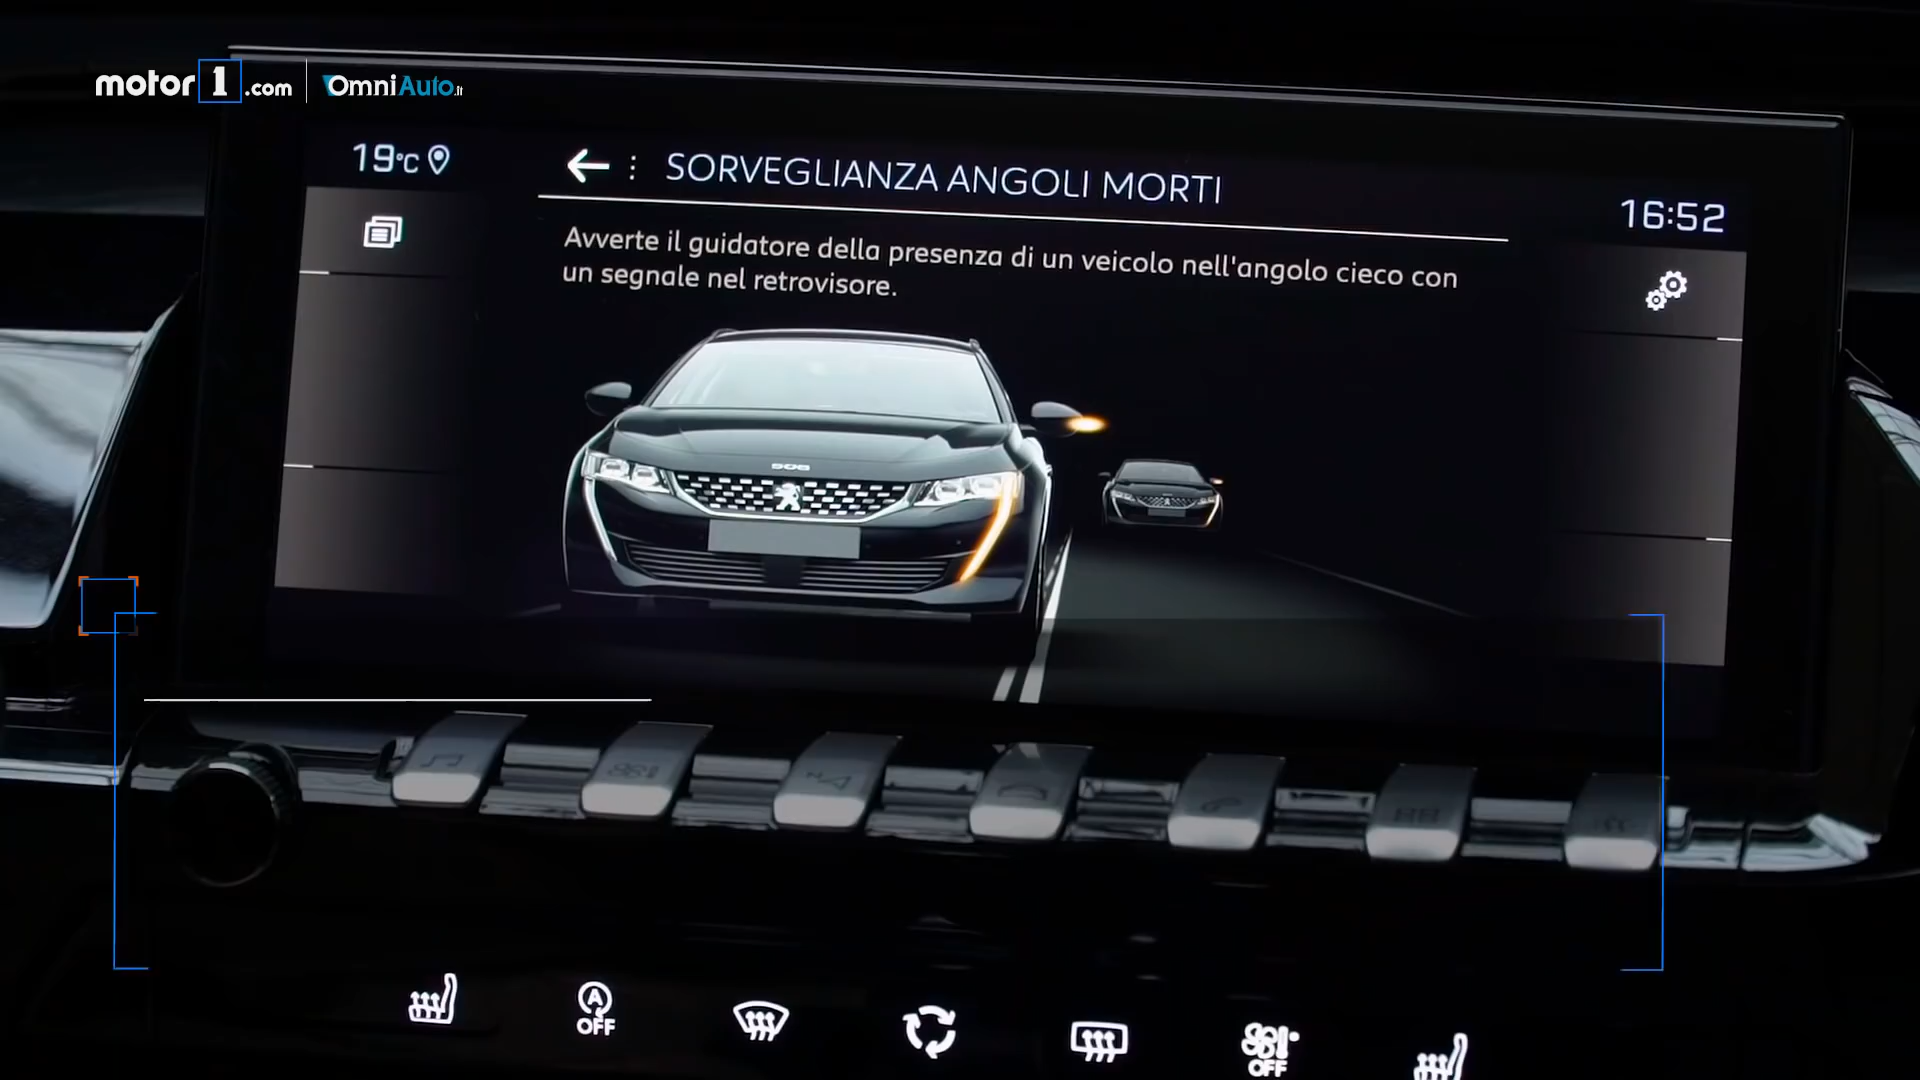 motor1.com | OmniAuto.it
19°C
SORVEGLIANZA ANGOLI MORTI
16:52
Avverte il guidatore della presenza di un veicolo nell'angolo cieco con
un segnale nel retrovisore.
508
A
OFF
OFF